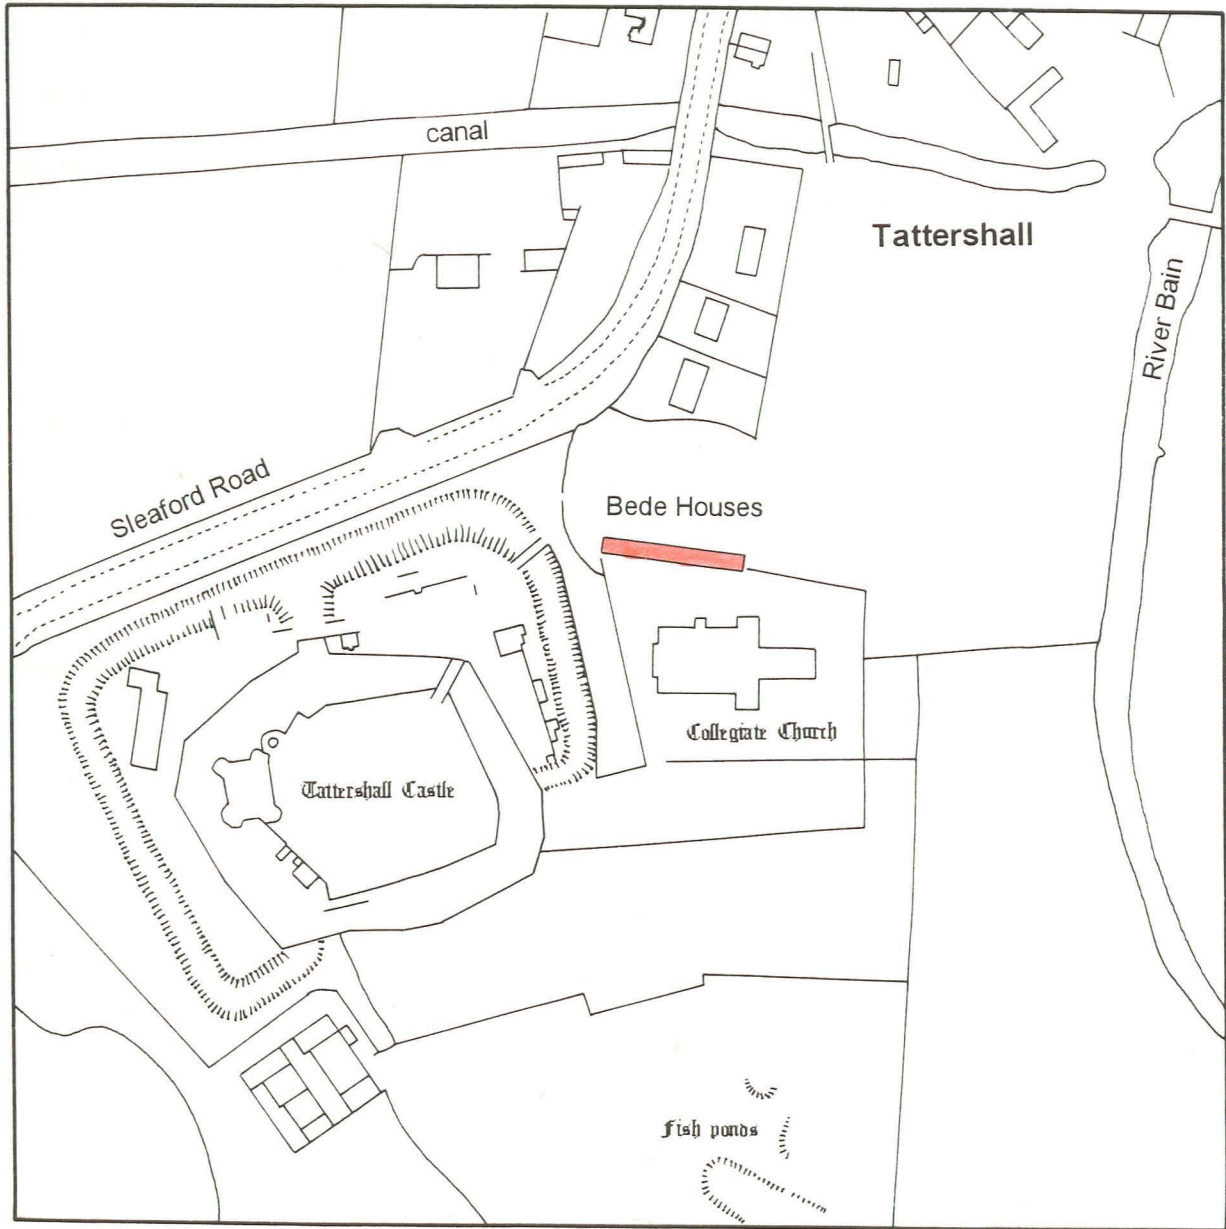 canal
Tattershall
River Bain
Sleaford Road
Bede Houses
Collegiate Church
Tattershall Castle
Fish ponds